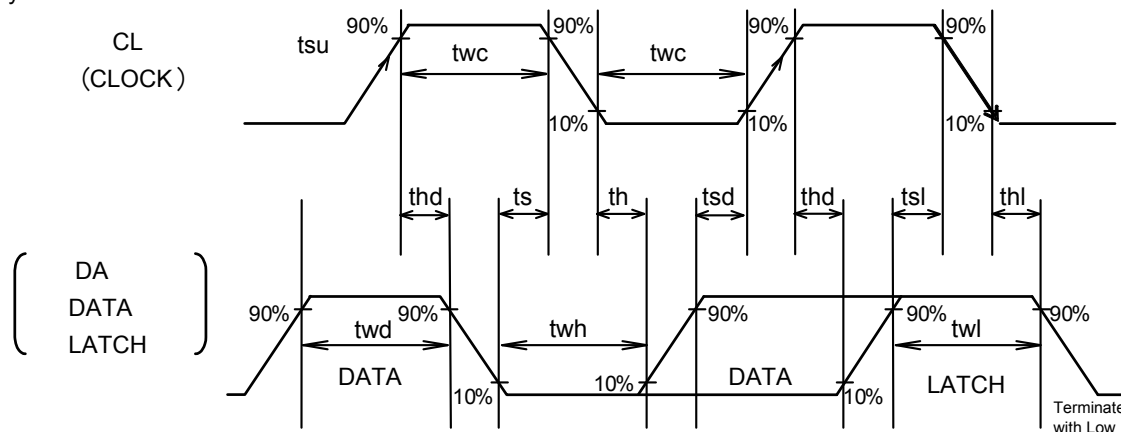 CL
(CLOCK)
tsu
90%
90%
90%
90%
twc
twc
10%
10%
10%
thd
ts
th
tsd
thd
tsl
thl
DA
DATA
LATCH
90%
90%
90%
90%
90%
twd
twh
twl
DATA
10%
10%
DATA
10%
LATCH
Terminate
with Low